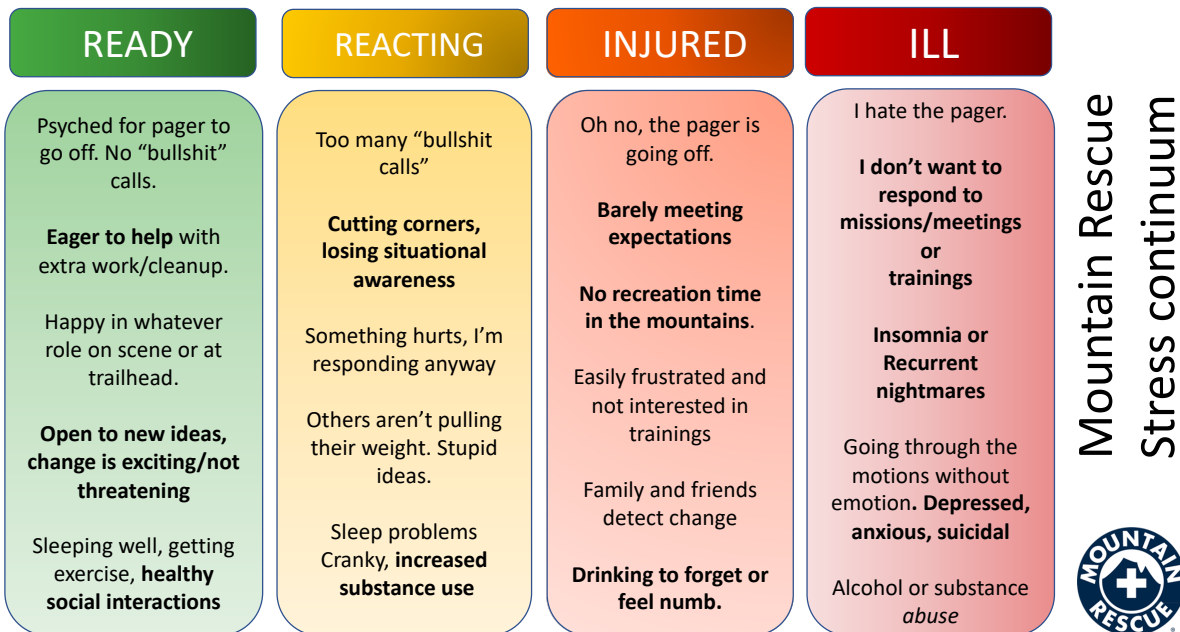 READY
Psyched for pager to
go off. No “bullshit”
calls.
Eager to help with
extra work/cleanup.
Happy in whatever
role on scene or at
trailhead.
Open to new ideas,
change is exciting/not
threatening
Sleeping well, getting
exercise, healthy
social interactions
REACTING
Too many “bullshit
calls”
Cutting corners,
losing situational
awareness
Something hurts, I’m
responding anyway
Others aren’t pulling
their weight. Stupid
ideas.
Sleep problems
Cranky, increased
substance use
INJURED
Oh no, the pager is
going off.
Barely meeting
expectations
No recreation time
in the mountains.
Easily frustrated and
not interested in
trainings
Family and friends
detect change
Drinking to forget or
feel numb.
ILL
I hate the pager.
I don’t want to
respond to
missions/meetings
or
trainings
Insomnia or
Recurrent
nightmares
Going through the
motions without
emotion. Depressed,
anxious, suicidal
Alcohol or substance
abuse
Mountain Rescue
Stress continuum
MOUNTAIN
RESCUE
®